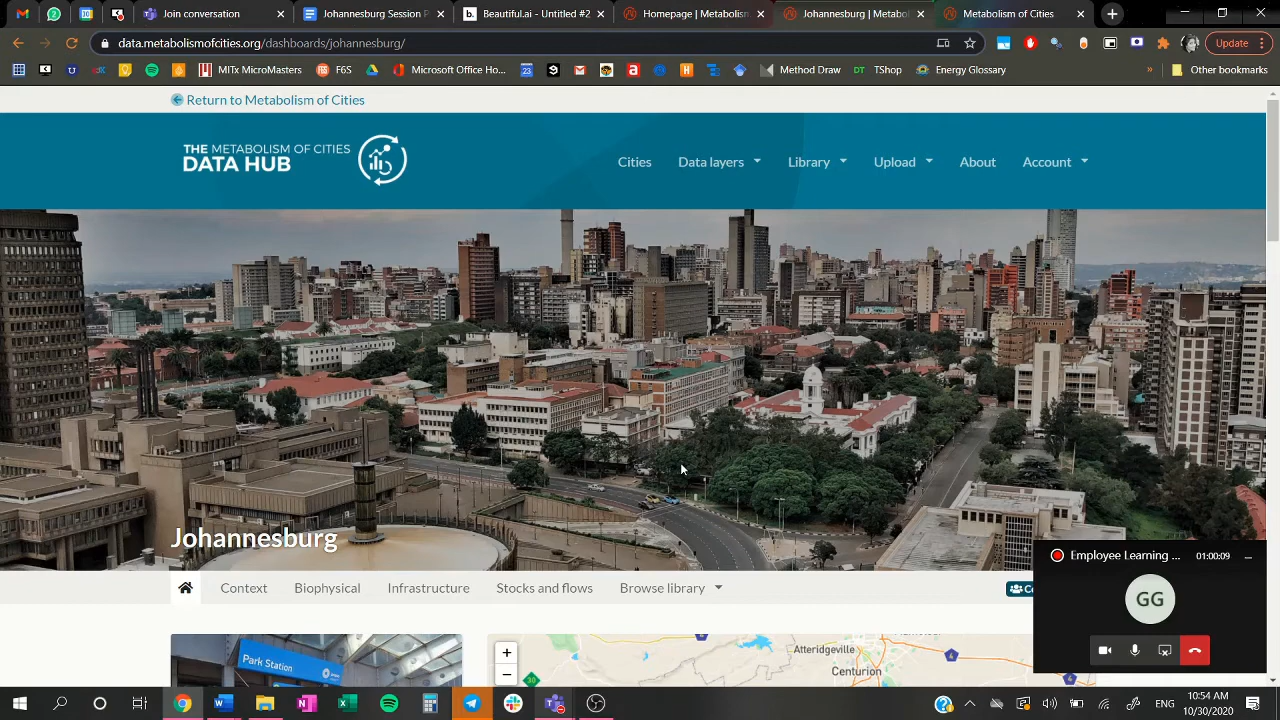 Join conversation
Johannesburg Session P
Beautiful.ai - Untitled #2
Homepage | Metabolism
Johannesburg | Metabol
Metabolism of Cities
data.metabolismofcities.org/dashboards/johannesburg/
Update
MITx MicroMasters
F6S
Microsoft Office Ho...
Method Draw
DT TShop
Energy Glossary
»
Other bookmarks
Return to Metabolism of Cities
THE METABOLISM OF CITIES
DATA HUB
Cities
Data layers
Library
Upload
About
Account
Johannesburg
Context
Biophysical
Infrastructure
Stocks and flows
Browse library
Employee Learning ...
01:00:09
GG
Park Station
+
−
Atteridgeville
Centurion
10:54 AM
ENG
10/30/2020